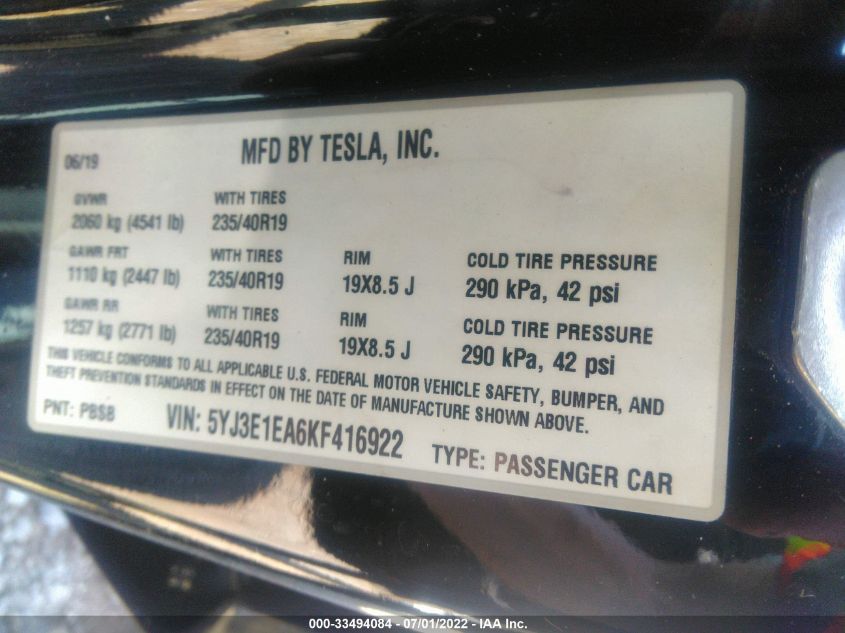 06/19 MFD BY TESLA, INC.
GVWR WITH TIRES
2060 kg (4541 lb) 235/40R19
GAWR FRT WITH TIRES RIM COLD TIRE PRESSURE
1110 kg (2447 lb) 235/40R19 19X8.5 J 290 kPa, 42 psi
GAWR RR WITH TIRES RIM COLD TIRE PRESSURE
1257 kg (2771 lb) 235/40R19 19X8.5 J 290 kPa, 42 psi
THIS VEHICLE CONFORMS TO ALL APPLICABLE U.S. FEDERAL MOTOR VEHICLE SAFETY, BUMPER, AND
THEFT PREVENTION STANDARDS IN EFFECT ON THE DATE OF MANUFACTURE SHOWN ABOVE.
PNT: PBSB VIN: 5YJ3E1EA6KF416922 TYPE: PASSENGER CAR
000-33494084 - 07/01/2022 - IAA Inc.